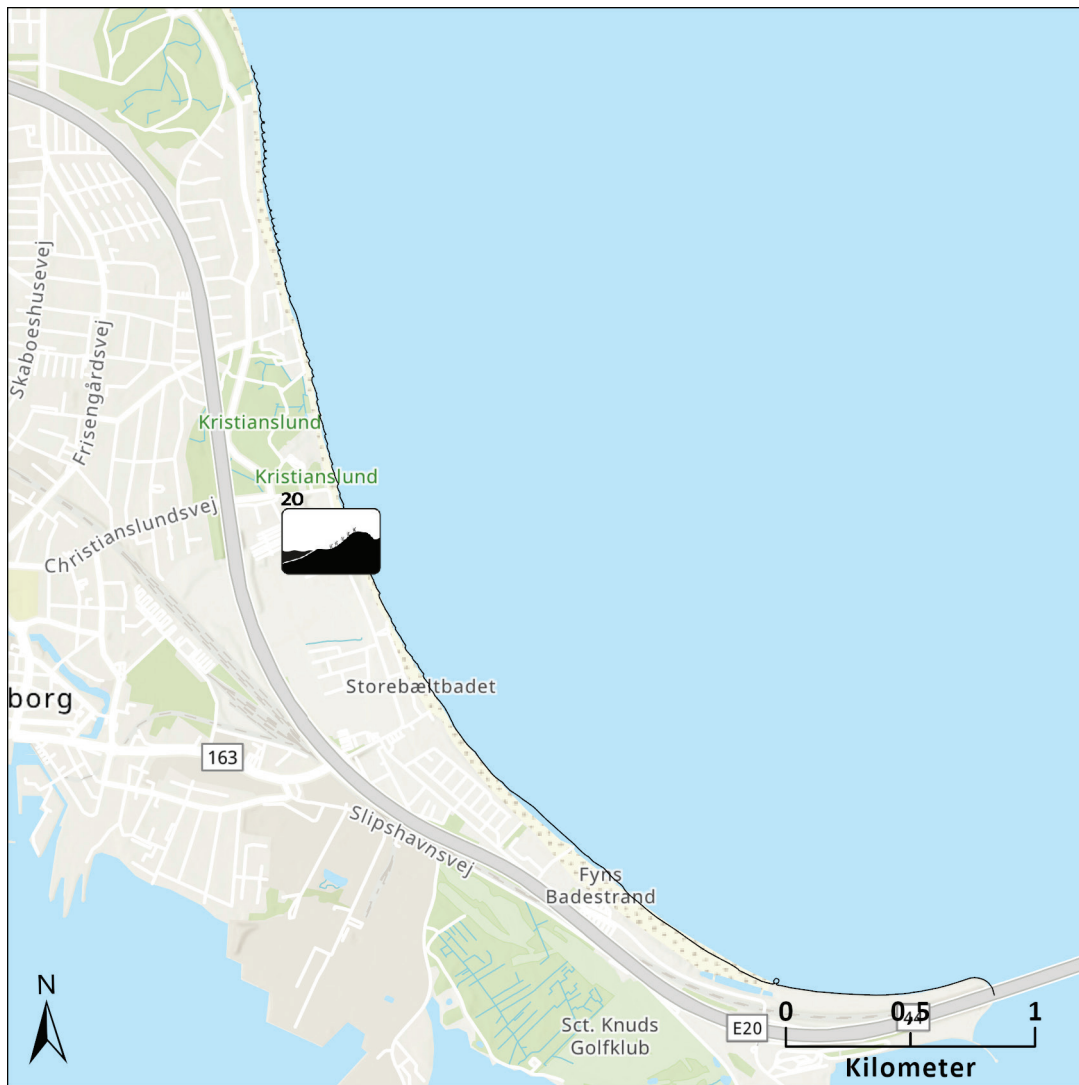 Skaboeshusevej
Frisengårdsvej
Kristianslund
Kristianslund
20
Christianslundsvej
Storebæltbadet
borg
163
Slipshavnsvej
Fyns
Badestrand
N
Sct. Knuds
Golfklub
E20
44
0 0,5 1
Kilometer